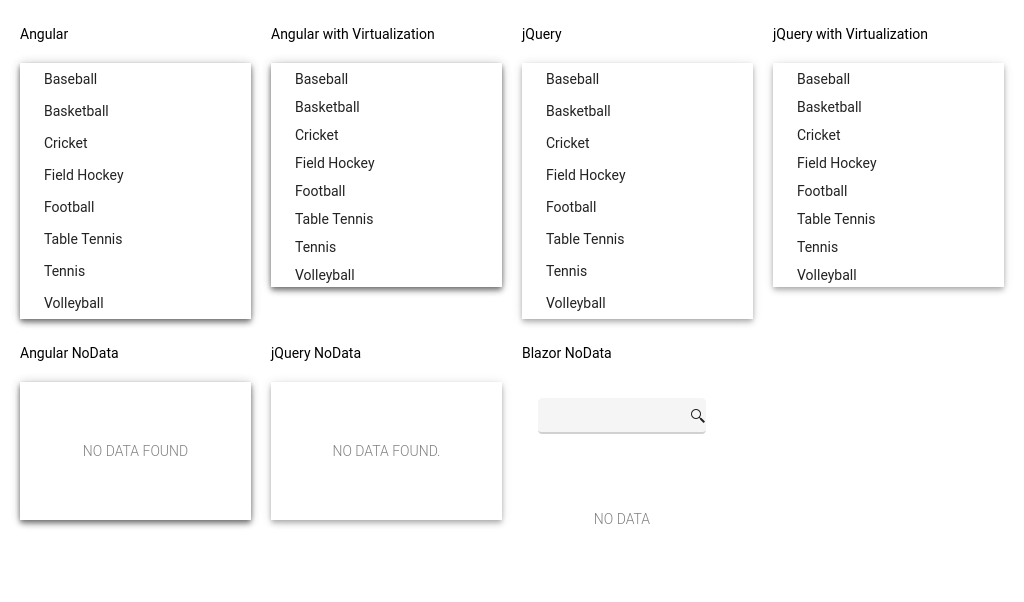 Angular
Baseball
Basketball
Cricket
Field Hockey
Football
Table Tennis
Tennis
Volleyball
Angular with Virtualization
Baseball
Basketball
Cricket
Field Hockey
Football
Table Tennis
Tennis
Volleyball
jQuery
Baseball
Basketball
Cricket
Field Hockey
Football
Table Tennis
Tennis
Volleyball
jQuery with Virtualization
Baseball
Basketball
Cricket
Field Hockey
Football
Table Tennis
Tennis
Volleyball
Angular NoData
NO DATA FOUND
jQuery NoData
NO DATA FOUND.
Blazor NoData
NO DATA